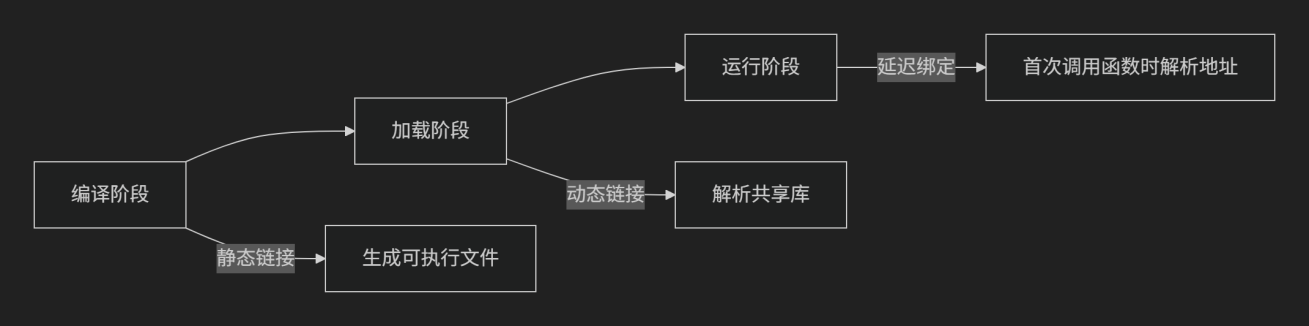 运行阶段
延迟绑定
首次调用函数时解析地址
加载阶段
动态链接
解析共享库
编译阶段
静态链接
生成可执行文件